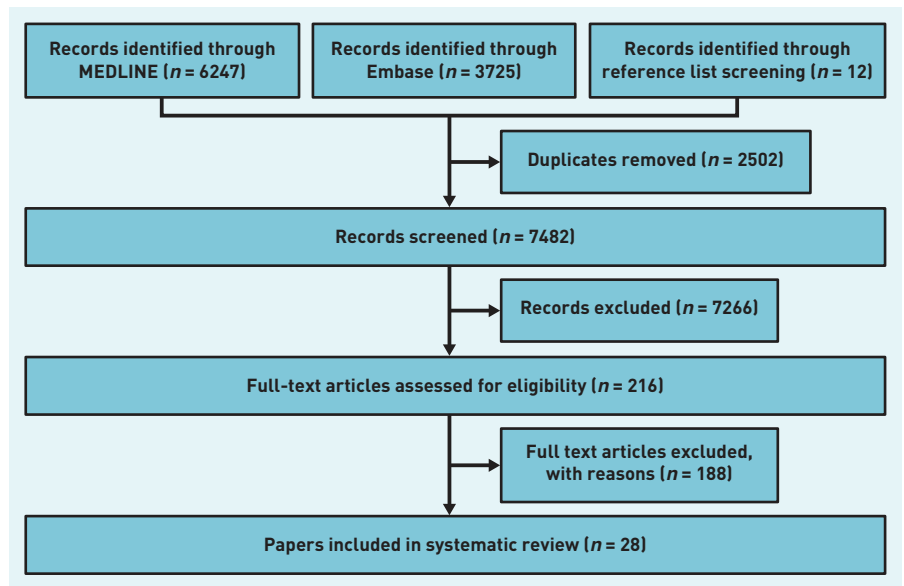 Records identified through
MEDLINE (n = 6247)
Records identified through
Embase (n = 3725)
Records identified through
reference list screening (n = 12)
Duplicates removed (n = 2502)
Records screened (n = 7482)
Records excluded (n = 7266)
Full-text articles assessed for eligibility (n = 216)
Full text articles excluded,
with reasons (n = 188)
Papers included in systematic review (n = 28)